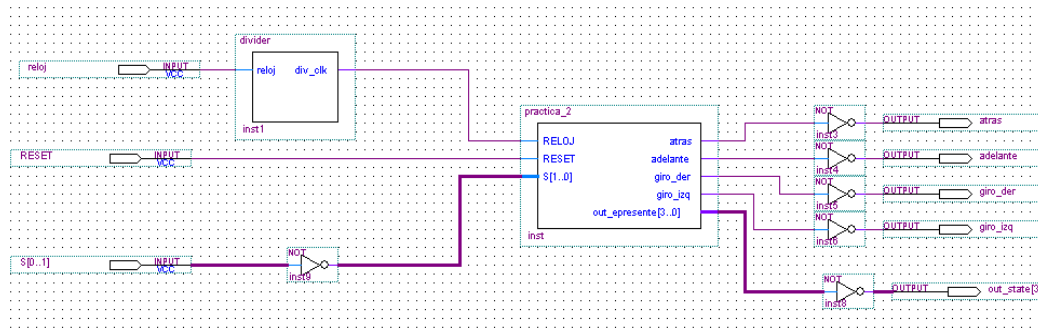 divider
reloj
INPUT
VCC
reloj
div_clk
inst1
practica_2
RELOJ
RESET
S[1..0]
atras
adelante
giro_der
giro_izq
out_epresente[3..0]
inst
RESET
INPUT
VCC
S[0..1]
INPUT
VCC
NOT
inst9
NOT
inst3
OUTPUT
atras
NOT
inst4
OUTPUT
adelante
NOT
inst5
OUTPUT
giro_der
NOT
inst6
OUTPUT
giro_izq
NOT
inst8
OUTPUT
out_state[3